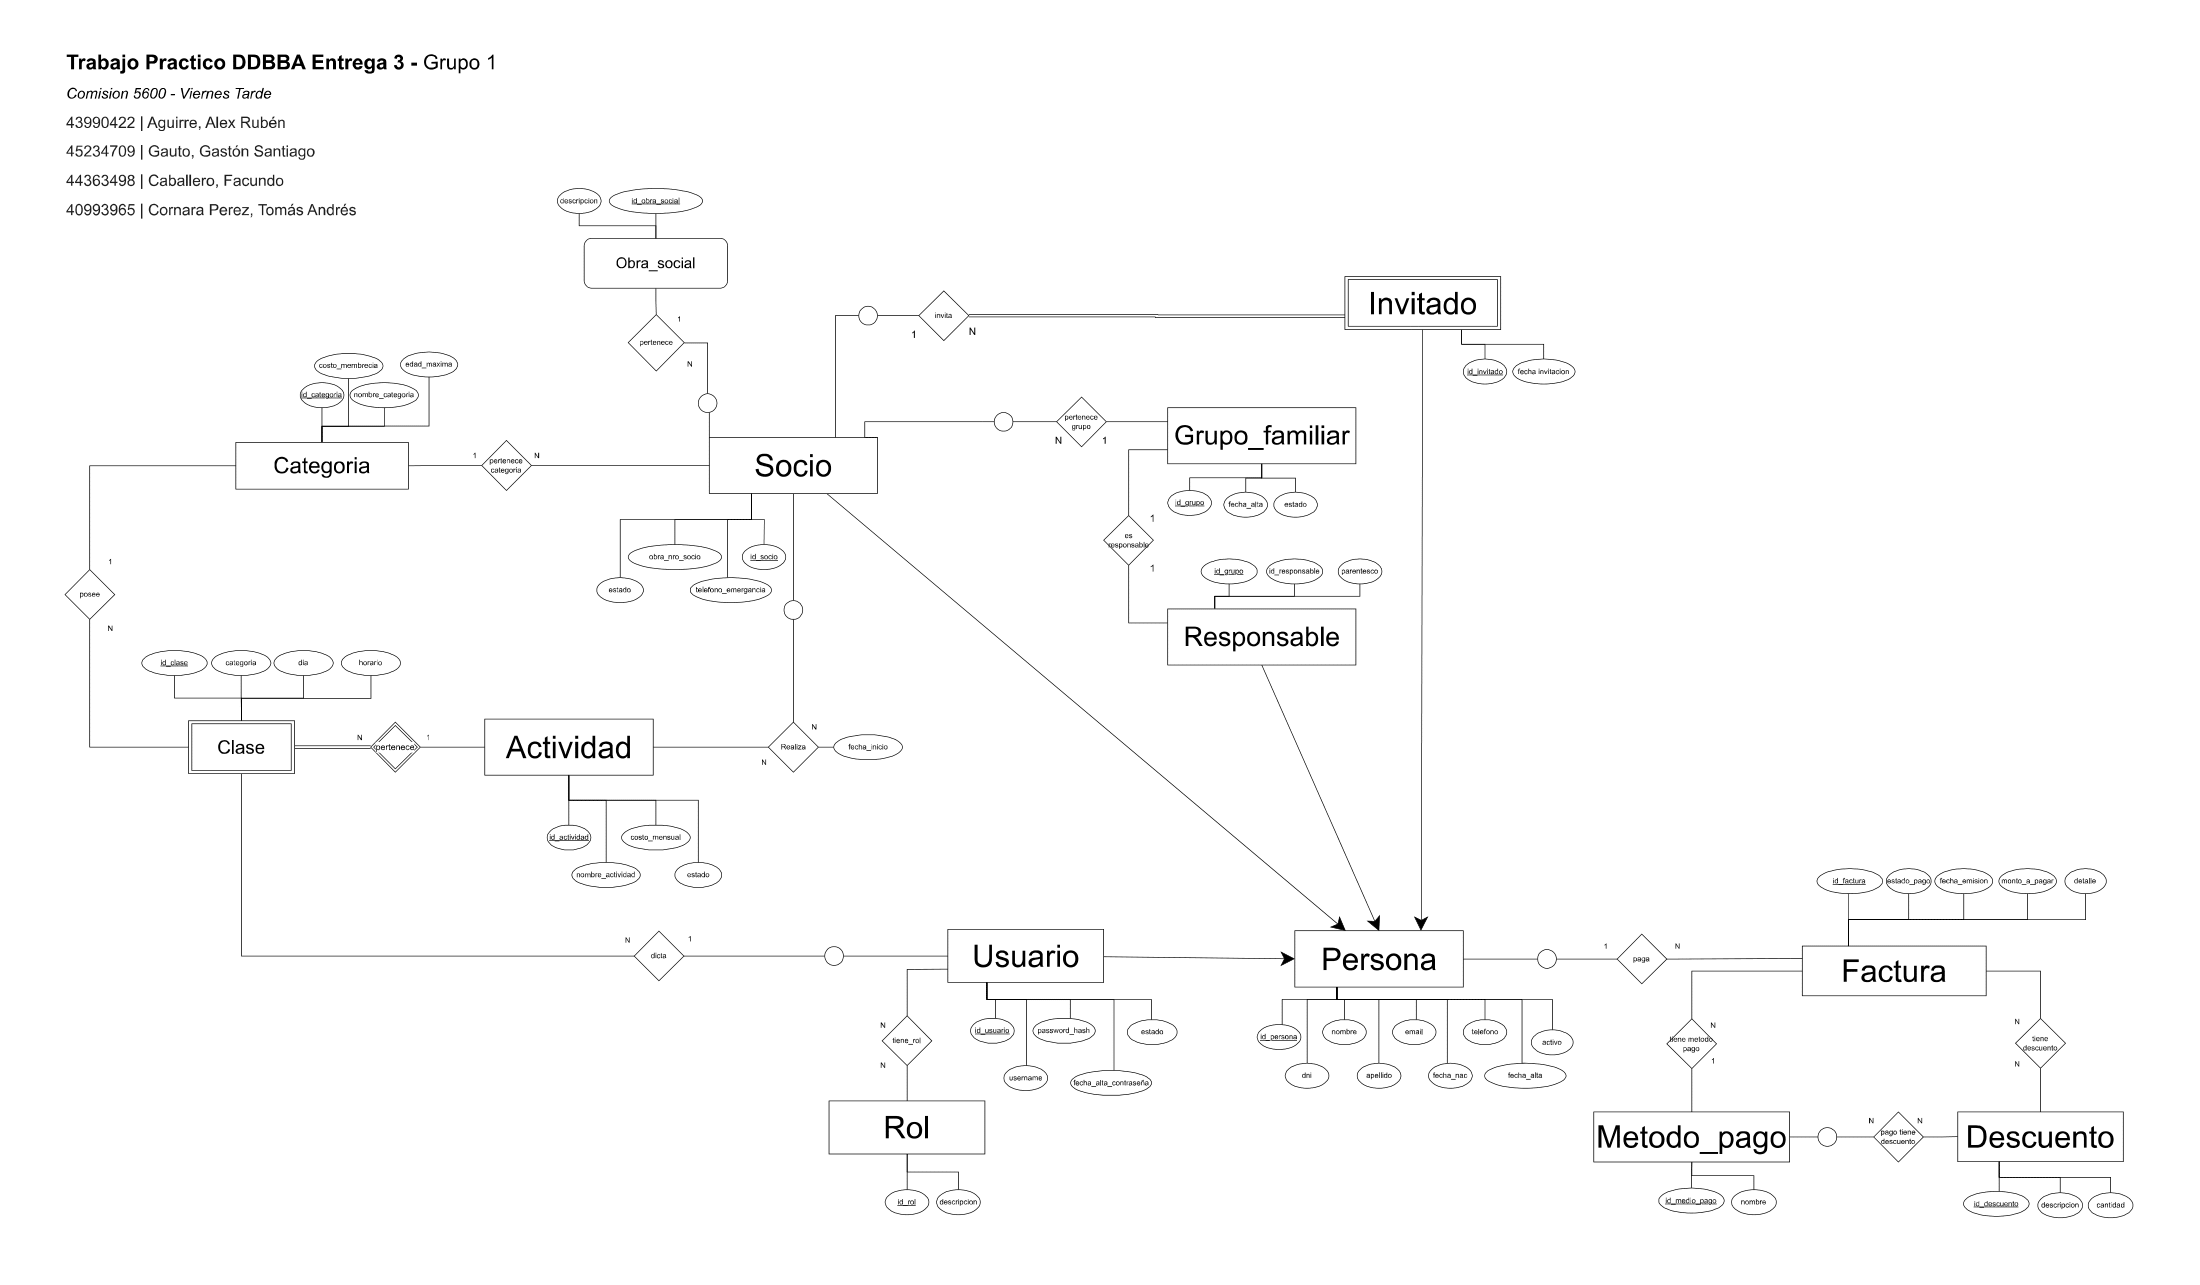 Trabajo Practico DDBBA Entrega 3 - Grupo 1
Comision 5600 - Viernes Tarde
43990422 | Aguirre, Alex Rubén
45234709 | Gauto, Gastón Santiago
44363498 | Caballero, Facundo
40993965 | Cornara Perez, Tomás Andrés
descripcion
id_obra_social
Obra_social
1
pertenece
N
invita
1
N
Invitado
id_invitado
fecha invitacion
costo_membrecia
edad_maxima
id_categoria
nombre_categoria
Categoria
1
pertenece
categoria
N
Socio
pertenece
grupo
N
1
Grupo_familiar
id_grupo
fecha_alta
estado
obra_nro_socio
id_socio
estado
telefono_emergancia
1
es
responsable
1
id_grupo
id_responsable
parentesco
Responsable
1
posee
N
id_clase
categoria
dia
horario
Clase
N
pertenece
1
Actividad
N
Realiza
N
fecha_inicio
id_actividad
costo_mensual
nombre_actividad
estado
N
dicta
1
Usuario
id_usuario
password_hash
estado
username
fecha_alta_contraseña
N
tiene_rol
N
Rol
id_rol
descripcion
Persona
id_persona
nombre
email
telefono
activo
dni
apellido
fecha_nac
fecha_alta
1
paga
N
id_factura
estado_pago
fecha_emision
monto_a_pagar
detalle
Factura
N
tiene metodo
pago
1
N
tiene
descuento
N
Metodo_pago
N
pago tiene
descuento
N
Descuento
id_medio_pago
nombre
id_descuento
descripcion
cantidad